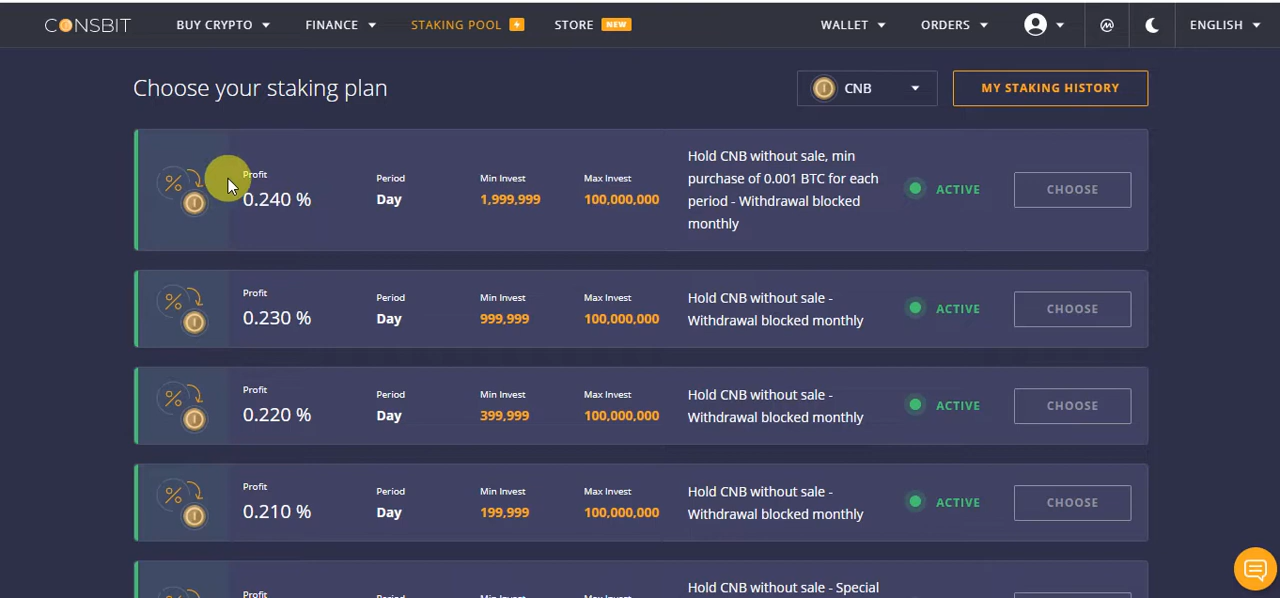 CONSBIT BUY CRYPTO FINANCE STAKING POOL STORE NEW WALLET ORDERS ENGLISH
Choose your staking plan CNB MY STAKING HISTORY
Profit
0.240 %
Period
Day
Min Invest
1,999,999
Max Invest
100,000,000
Hold CNB without sale, min
purchase of 0.001 BTC for each
period - Withdrawal blocked
monthly
ACTIVE
CHOOSE
Profit
0.230 %
Period
Day
Min Invest
999,999
Max Invest
100,000,000
Hold CNB without sale -
Withdrawal blocked monthly
ACTIVE
CHOOSE
Profit
0.220 %
Period
Day
Min Invest
399,999
Max Invest
100,000,000
Hold CNB without sale -
Withdrawal blocked monthly
ACTIVE
CHOOSE
Profit
0.210 %
Period
Day
Min Invest
199,999
Max Invest
100,000,000
Hold CNB without sale -
Withdrawal blocked monthly
ACTIVE
CHOOSE
Profit
Period
Min Invest
Max Invest
Hold CNB without sale - Special